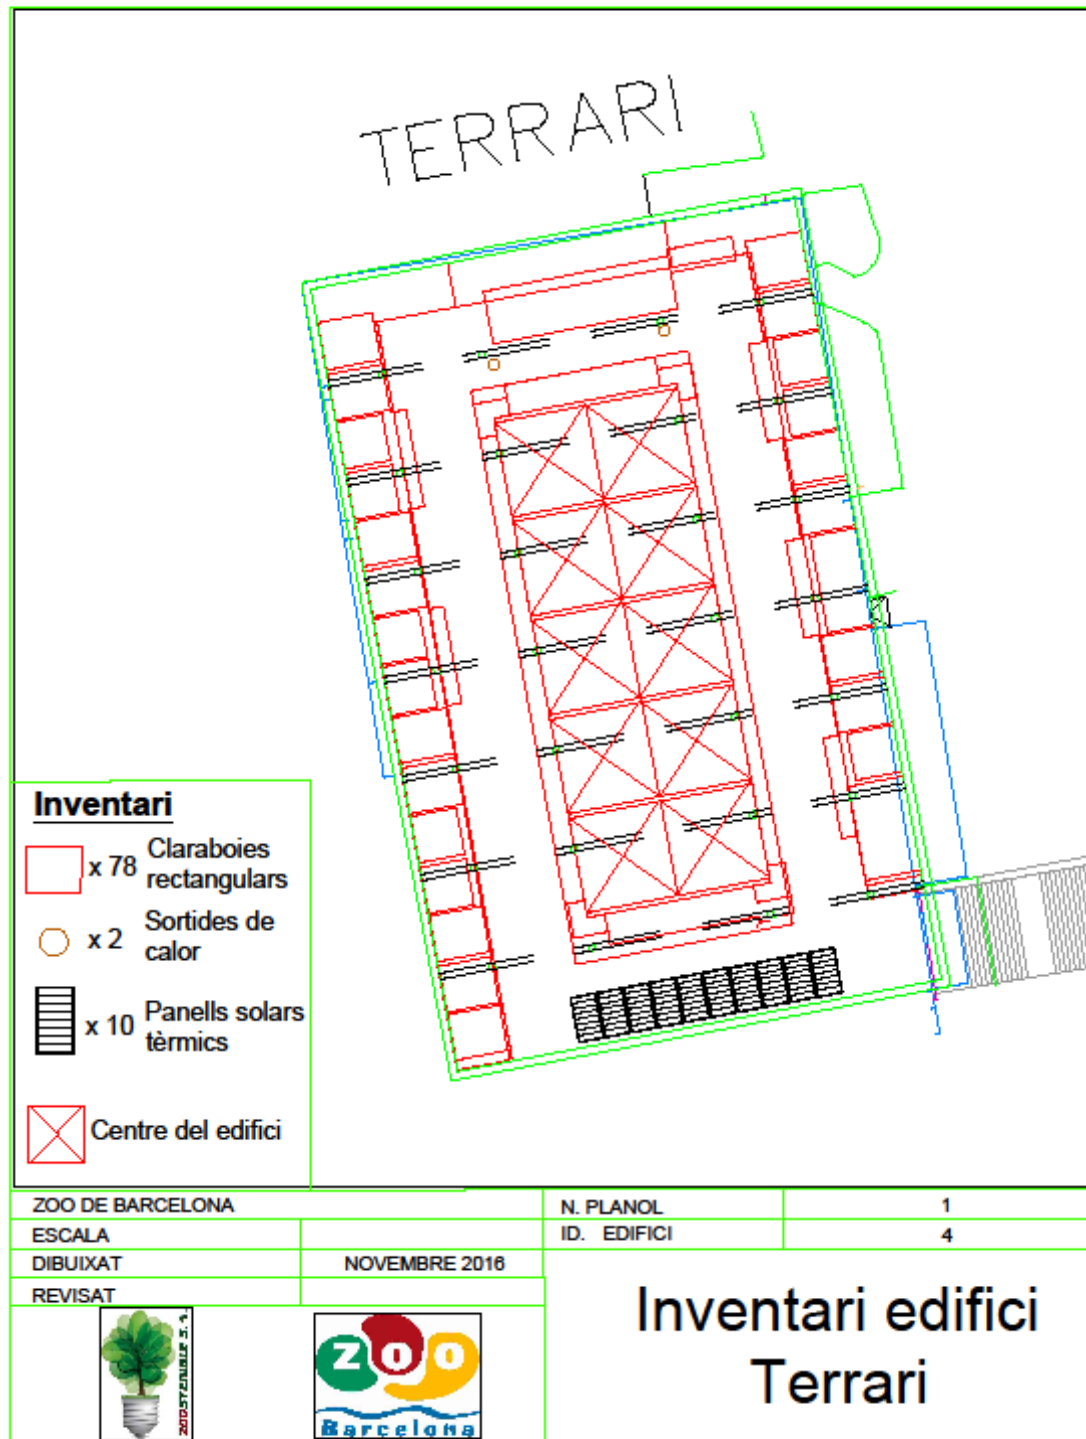 TERRARI
Inventari
x 78 Claraboies
rectangulars
x 2 Sortides de
calor
x 10 Panells solars
tèrmics
Centre del edifici
ZOO DE BARCELONA
N. PLANOL 1
ESCALA
ID. EDIFICI 4
DIBUIXAT NOVEMBRE 2016
REVISAT
Inventari edifici
Terrari
ZOOSTENIBLE S.A.
ZOO
Barcelona